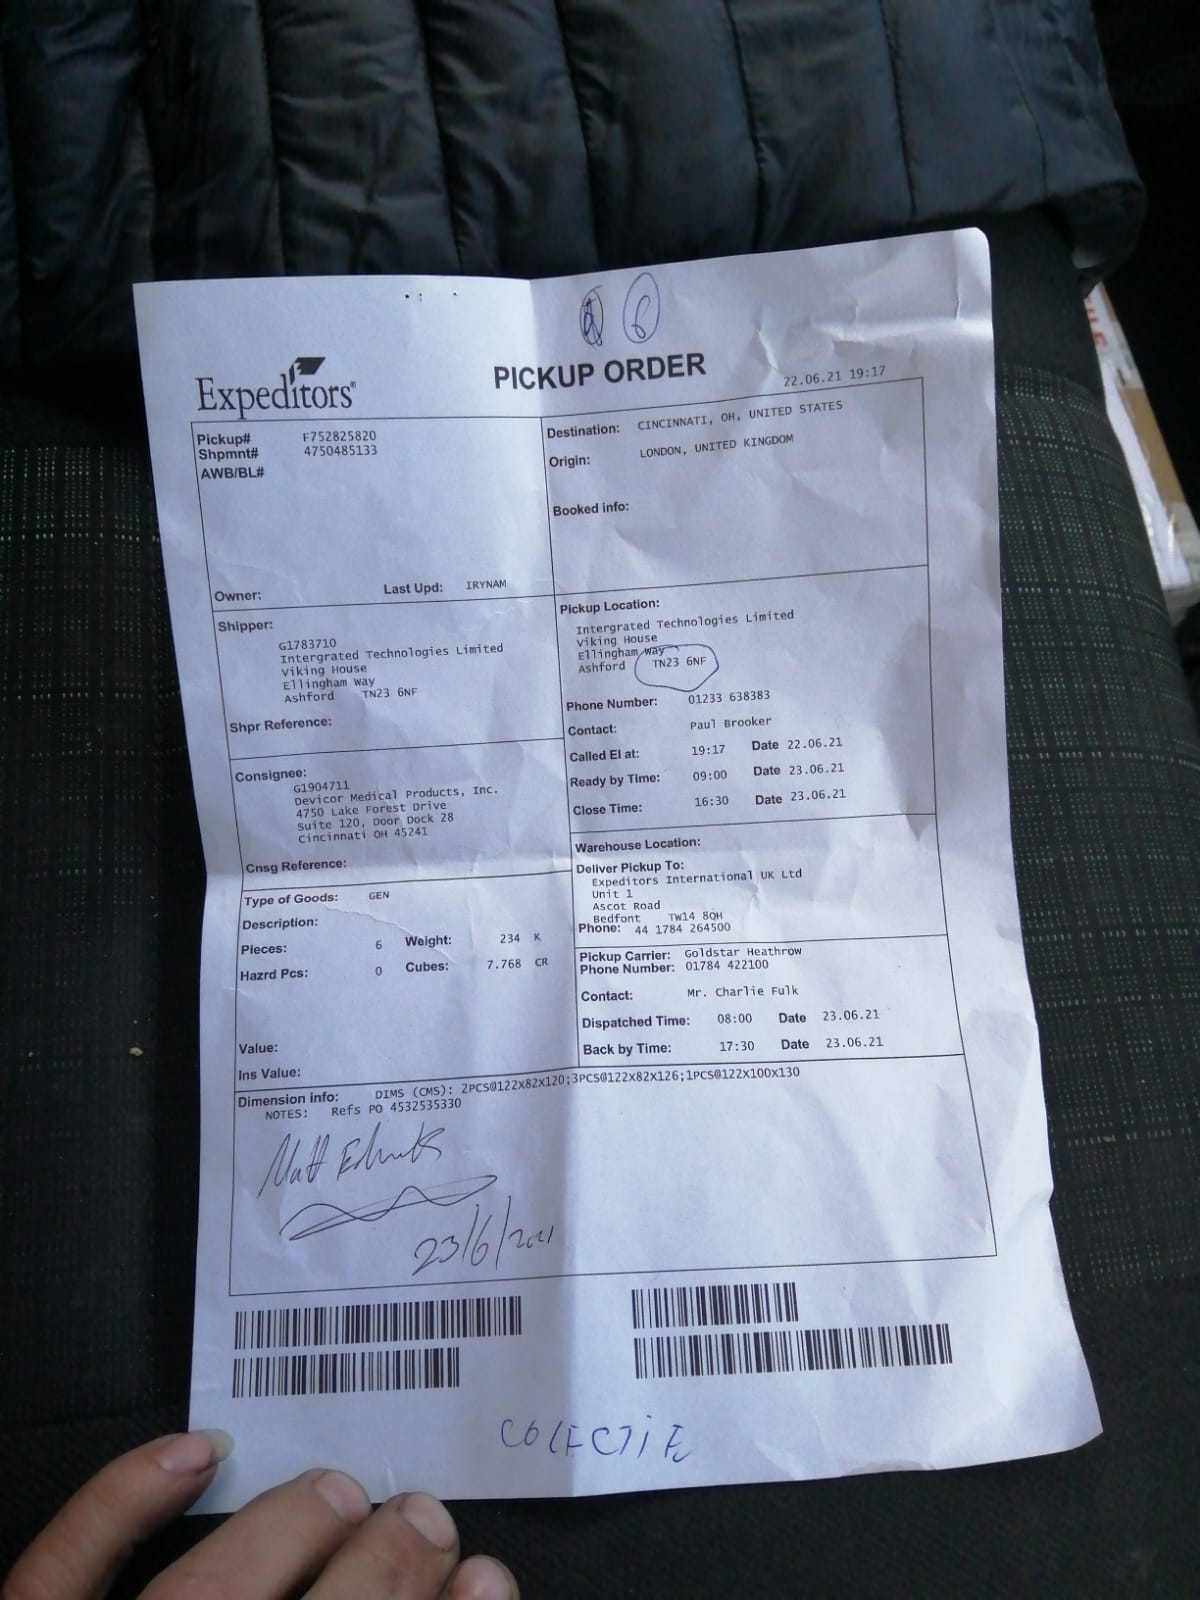 6
Expeditors®
PICKUP ORDER
22.06.21 19:17
Pickup# F752825820
Shpmnt# 4750485133
AWB/BL#
Owner: Last Upd: IRYNAM
Destination: CINCINNATI, OH, UNITED STATES
Origin: LONDON, UNITED KINGDOM
Booked info:
Shipper:
G1783710
Intergrated Technologies Limited
Viking House
Ellingham Way
Ashford TN23 6NF
Shpr Reference:
Pickup Location:
Intergrated Technologies Limited
Viking House
Ellingham Way
Ashford TN23 6NF
Phone Number: 01233 638383
Contact: Paul Brooker
Called EI at: 19:17 Date 22.06.21
Ready by Time: 09:00 Date 23.06.21
Close Time: 16:30 Date 23.06.21
Consignee:
G1904711
Devicor Medical Products, Inc.
4750 Lake Forest Drive
Suite 120, Door Dock 28
Cincinnati OH 45241
Cnsg Reference:
Warehouse Location:
Deliver Pickup To:
Expeditors International UK Ltd
Unit 1
Ascot Road
Bedfont TW14 8QH
Phone: 44 1784 264500
Type of Goods: GEN
Description:
Pieces: 6 Weight: 234 K
Hazrd Pcs: 0 Cubes: 7.768 CR
Value:
Ins Value:
Pickup Carrier: Goldstar Heathrow
Phone Number: 01784 422100
Contact: Mr. Charlie Fulk
Dispatched Time: 08:00 Date 23.06.21
Back by Time: 17:30 Date 23.06.21
Dimension info: DIMS (CMS): 2PCS@122X82X120;3PCS@122X82X126;1PCS@122X100X130
NOTES: Refs PO 4532535330
Matt
23/6/2021
COLECTIE